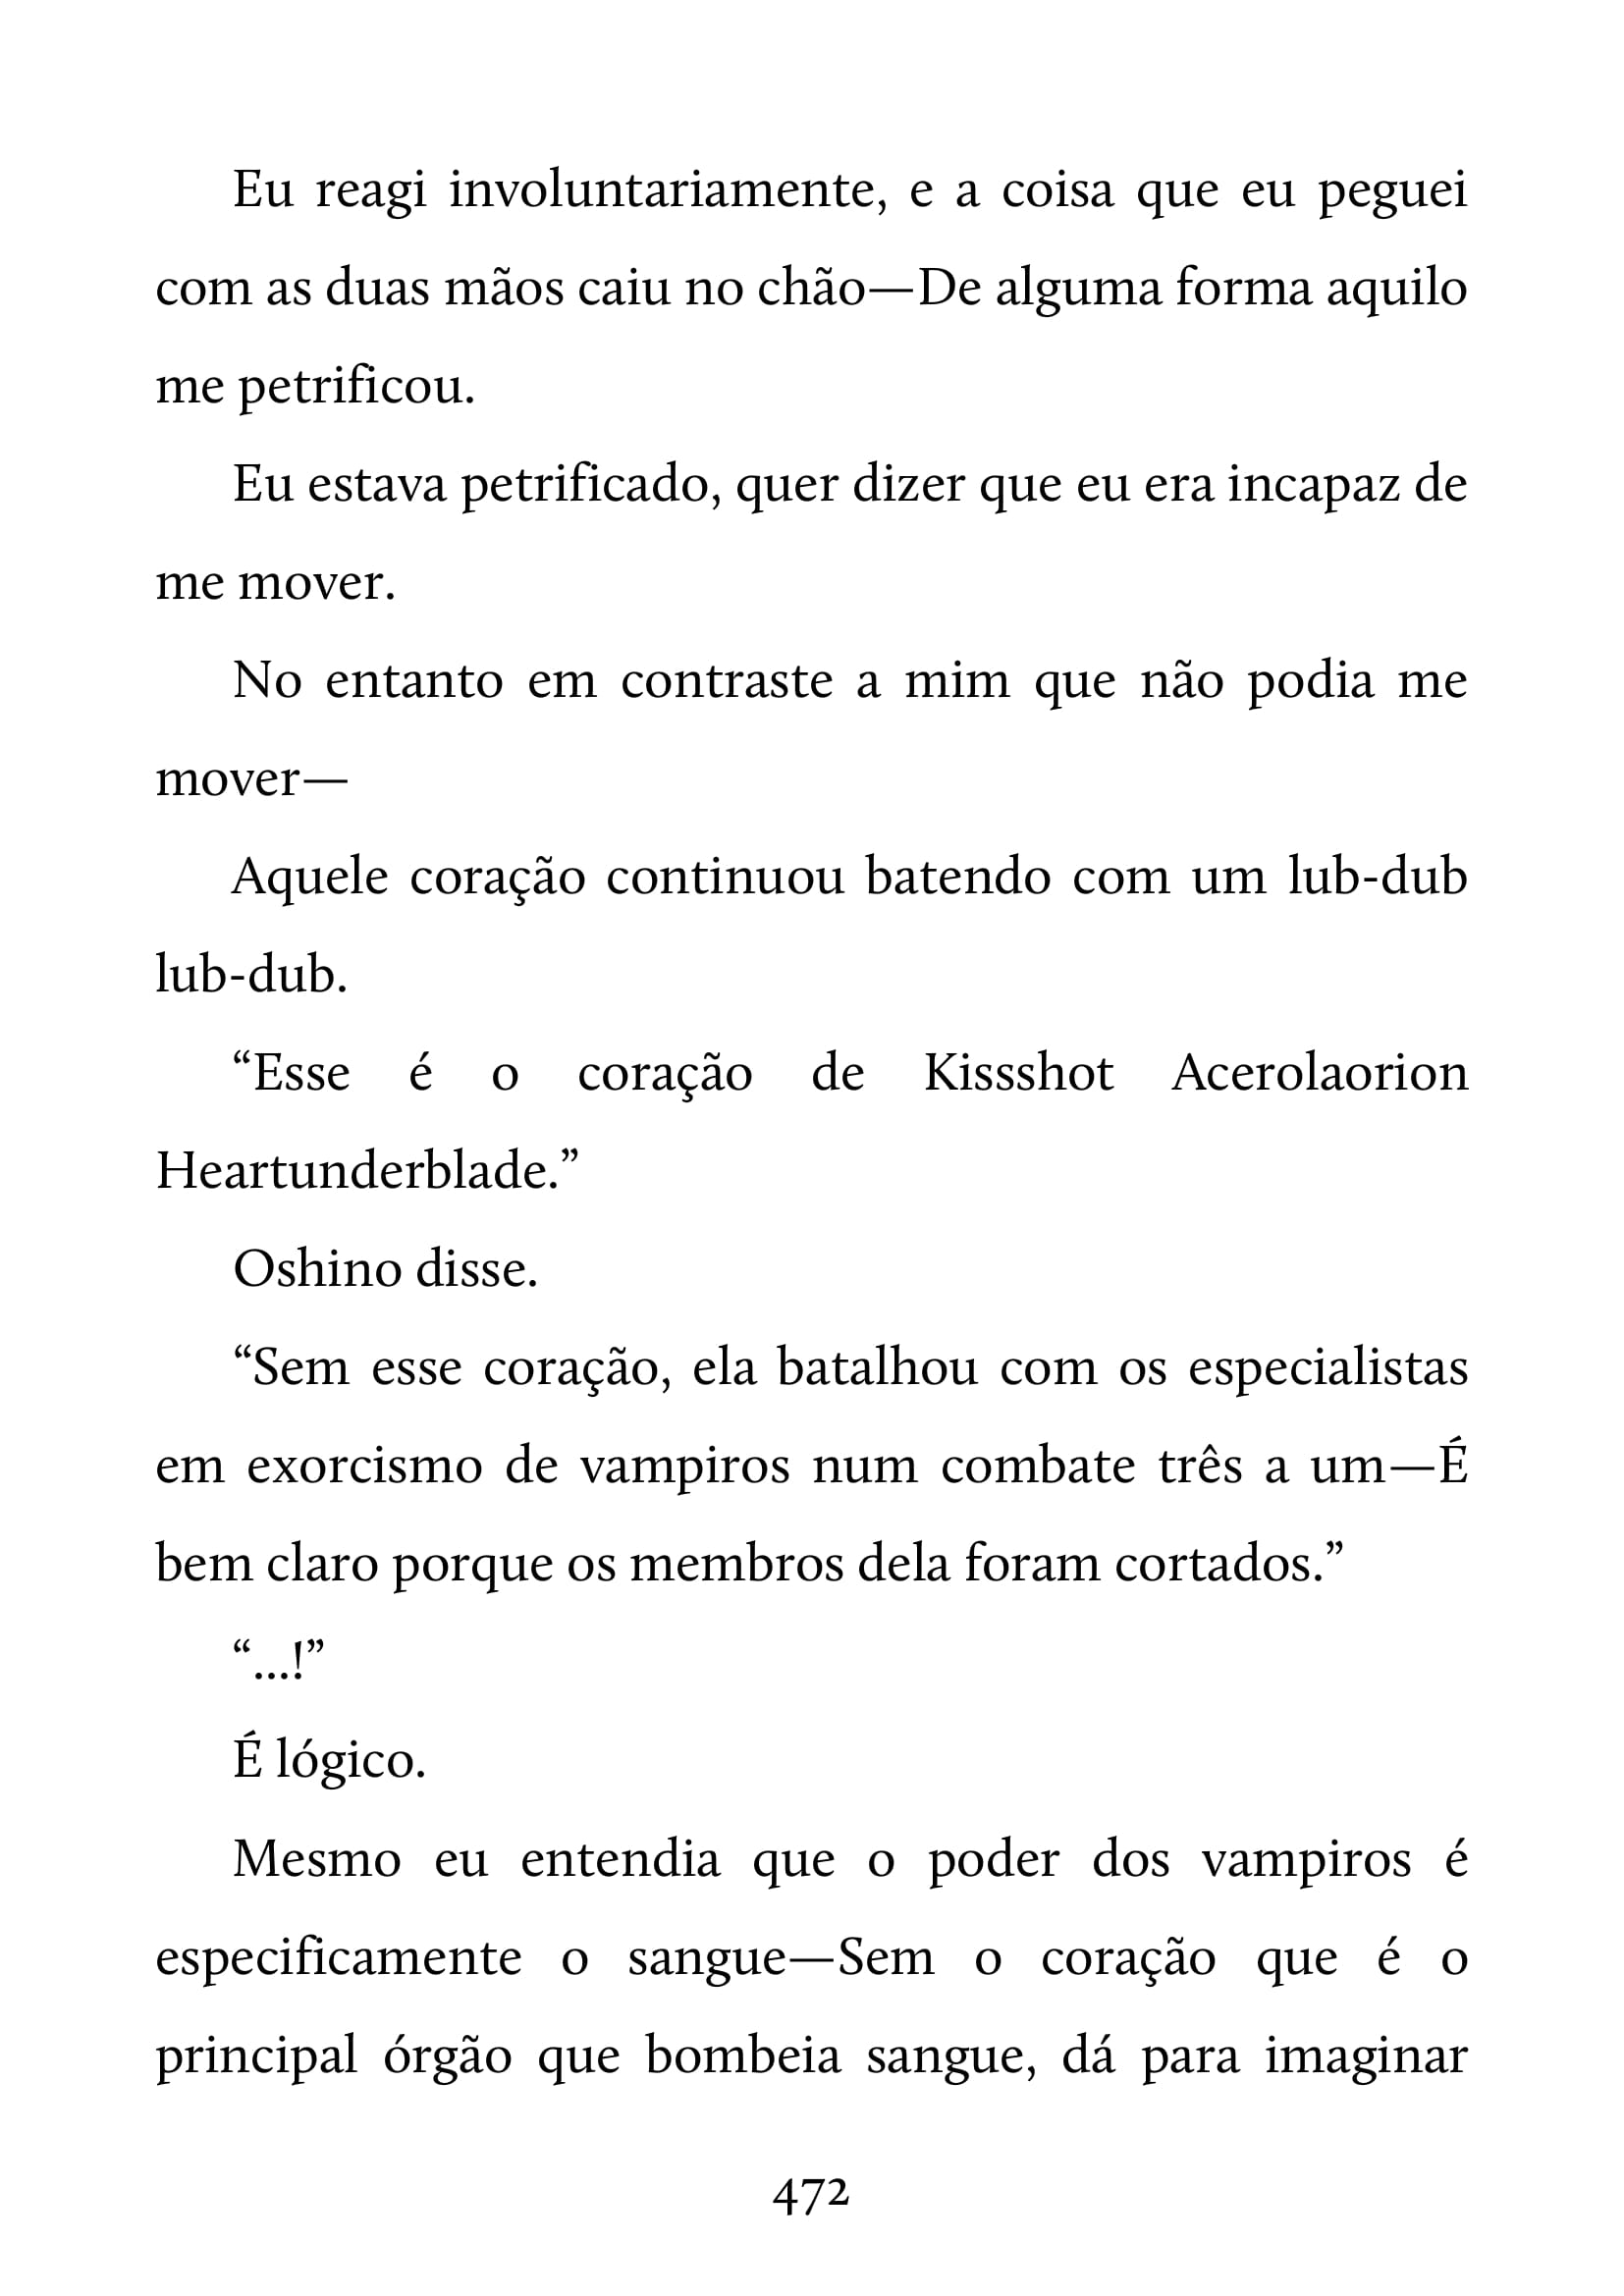 Eu reagi involuntariamente, e a coisa que eu peguei
com as duas mãos caiu no chão—De alguma forma aquilo
me petrificou.
Eu estava petrificado, quer dizer que eu era incapaz de
me mover.
No entanto em contraste a mim que não podia me
mover—
Aquele coração continuou batendo com um lub-dub
lub-dub.
“Esse é o coração de Kissshot Acerolaorion
Heartunderblade.”
Oshino disse.
“Sem esse coração, ela batalhou com os especialistas
em exorcismo de vampiros num combate três a um—É
bem claro porque os membros dela foram cortados.”
“...!”
É lógico.
Mesmo eu entendia que o poder dos vampiros é
especificamente o sangue—Sem o coração que é o
principal órgão que bombeia sangue, dá para imaginar
472